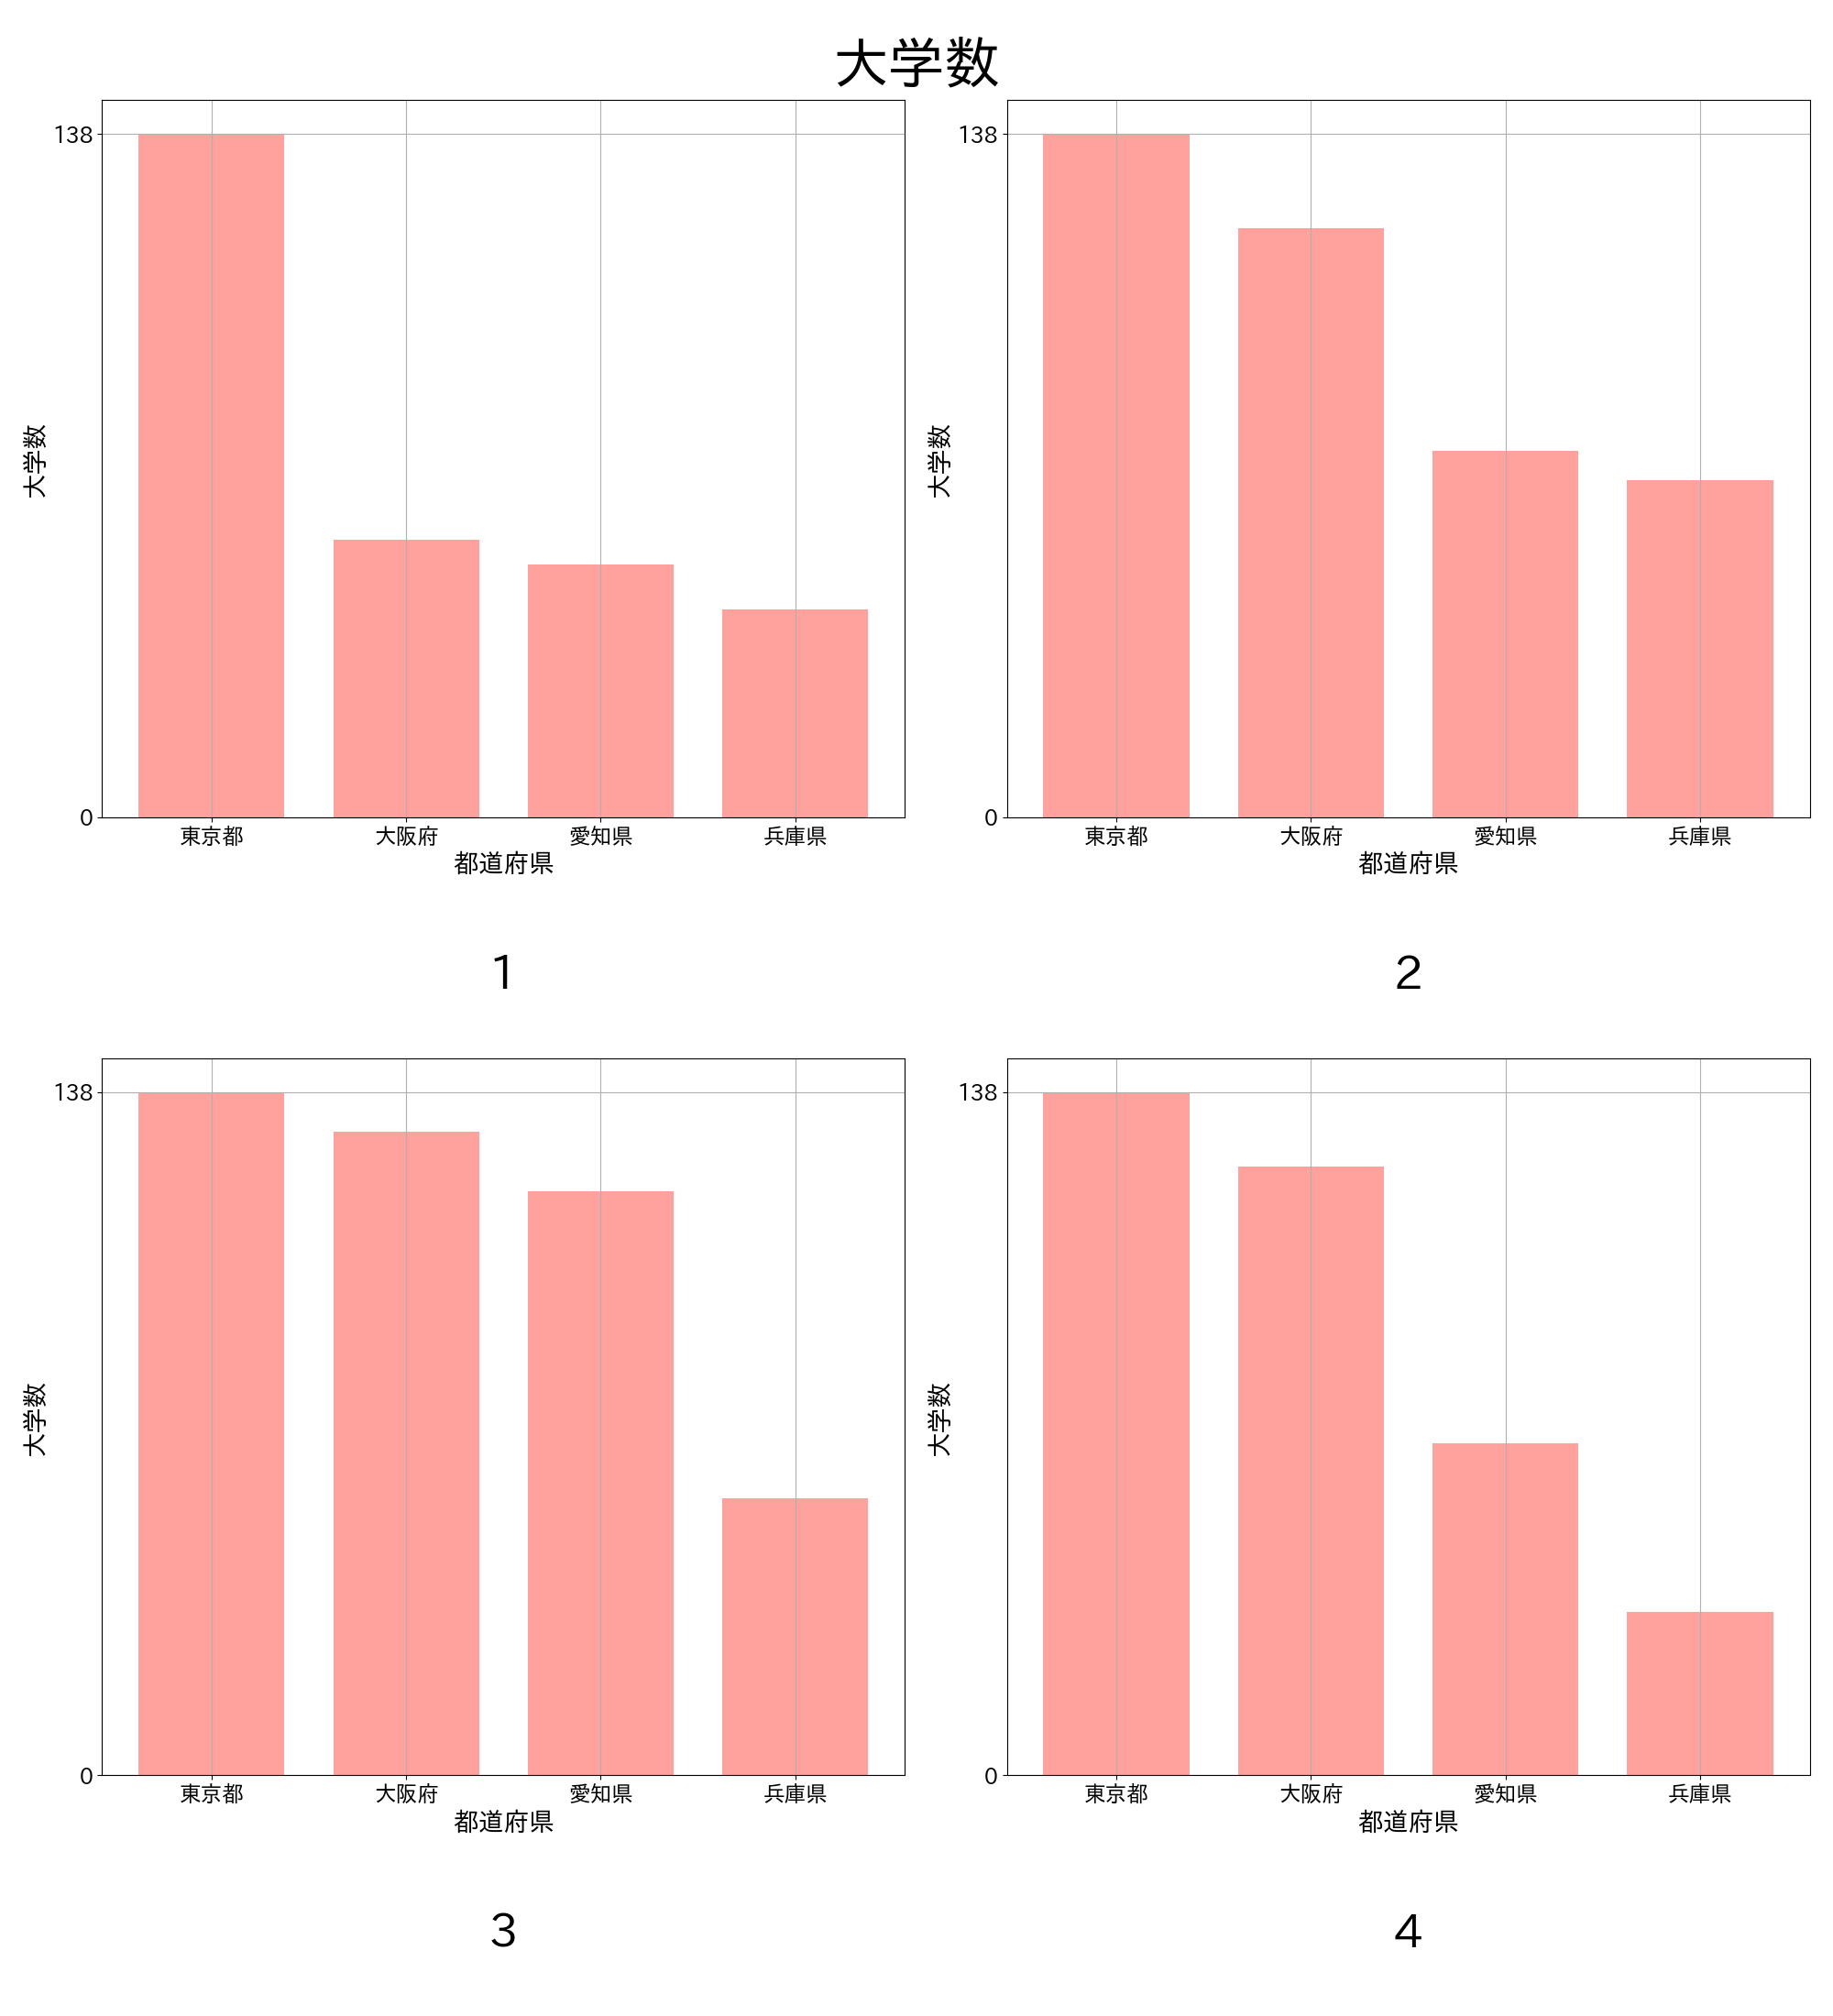 大学数
138
大学数
0
東京都 大阪府 愛知県 兵庫県
都道府県
1
138
大学数
0
東京都 大阪府 愛知県 兵庫県
都道府県
2
138
大学数
0
東京都 大阪府 愛知県 兵庫県
都道府県
3
138
大学数
0
東京都 大阪府 愛知県 兵庫県
都道府県
4